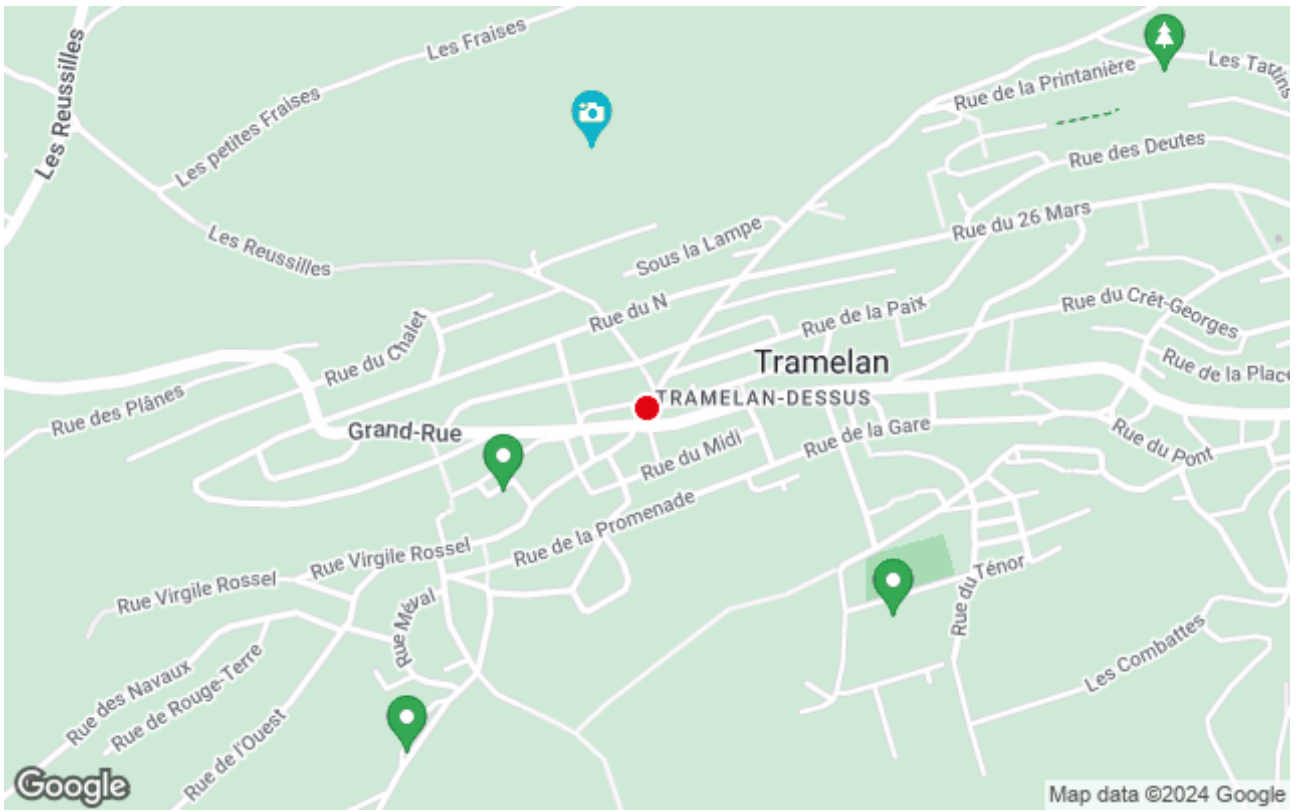 Les Reussilles
Les Fraises
Les petites Fraises
Les Reussilles
Rue de la Printanière
Les Tartins
Rue des Deutes
Rue du 26 Mars
Sous la Lampe
Rue du N
Rue de la Paix
Rue du Crêt-Georges
Rue du Chalet
Tramelan
Rue de la Place
Rue des Plânes
TRAMELAN-DESSUS
Grand-Rue
Rue du Midi
Rue de la Gare
Rue du Pont
Rue de la Promenade
Rue Virgile Rossel
Rue Virgile Rossel
Rue du Ténor
Rue Méval
Les Combattes
Rue des Navaux
Rue de Rouge-Terre
Rue de l'Ouest
Google
Map data ©2024 Google